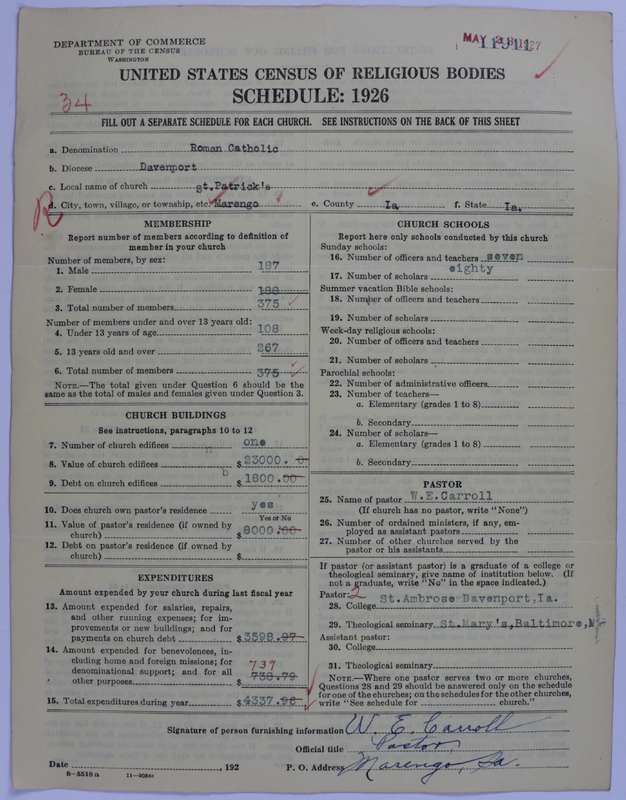 DEPARTMENT OF COMMERCE
BUREAU OF THE CENSUS
WASHINGTON
MAY 1927
11911
UNITED STATES CENSUS OF RELIGIOUS BODIES
SCHEDULE: 1926
34
FILL OUT A SEPARATE SCHEDULE FOR EACH CHURCH. SEE INSTRUCTIONS ON THE BACK OF THIS SHEET
a. Denomination Roman Catholic
b. Diocese Davenport
c. Local name of church st.Patrick's
R
d. City, town, village, or township, etc. Marengo e. County Ia. f. State Ia.
MEMBERSHIP
Report number of members according to definition of
member in your church
Number of members, by sex:
1. Male 187
2. Female 188
3. Total number of members 375
Number of members under and over 13 years old:
4. Under 13 years of age 108
5. 13 years old and over 267
6. Total number of members 375
NOTE.—The total given under Question 6 should be the
same as the total of males and females given under Question 3.
CHURCH BUILDINGS
See instructions, paragraphs 10 to 12
7. Number of church edifices one
8. Value of church edifices $23000. 0
9. Debt on church edifices $1800.00
10. Does church own pastor's residence yes
Yes or No
11. Value of pastor's residence (if owned by
church) $8000.00
12. Debt on pastor's residence (if owned by
church) $
EXPENDITURES
Amount expended by your church during last fiscal year
13. Amount expended for salaries, repairs,
and other running expenses; for im-
provements or new buildings; and for
payments on church debt $3598.97
14. Amount expended for benevolences, in-
cluding home and foreign missions; for
denominational support; and for all 739
other purposes 738.79
15. Total expenditures during year $4337.96
CHURCH SCHOOLS
Report here only schools conducted by this church
Sunday schools:
16. Number of officers and teachers seven
17. Number of scholars eighty
Summer vacation Bible schools:
18. Number of officers and teachers
19. Number of scholars
Week-day religious schools:
20. Number of officers and teachers
21. Number of scholars
Parochial schools:
22. Number of administrative officers
23. Number of teachers—
a. Elementary (grades 1 to 8)
b. Secondary
24. Number of scholars—
a. Elementary (grades 1 to 8)
b. Secondary
PASTOR
25. Name of pastor W.E.Carroll
(If church has no pastor, write "None")
26. Number of ordained ministers, if any, em-
ployed as assistant pastors
27. Number of other churches served by the
pastor or his assistants
If pastor (or assistant pastor) is a graduate of a college or
theological seminary, give name of institution below. (If
not a graduate, write "No" in the space indicated.)
Pastor: 2
28. College St.Ambrose Davenport,Ia.
29. Theological seminary St.Mary's,Baltimore,
Assistant pastor:
30. College
31. Theological seminary
NOTE.—Where one pastor serves two or more churches,
Questions 28 and 29 should be answered only on the schedule
for one of the churches; on the schedules for the other churches,
write "See schedule for church."
Signature of person furnishing information W. E. Carroll
Official title Pastor,
Date , 192 P. O. Address Marengo, Ia.
8—5518a 11—9054c